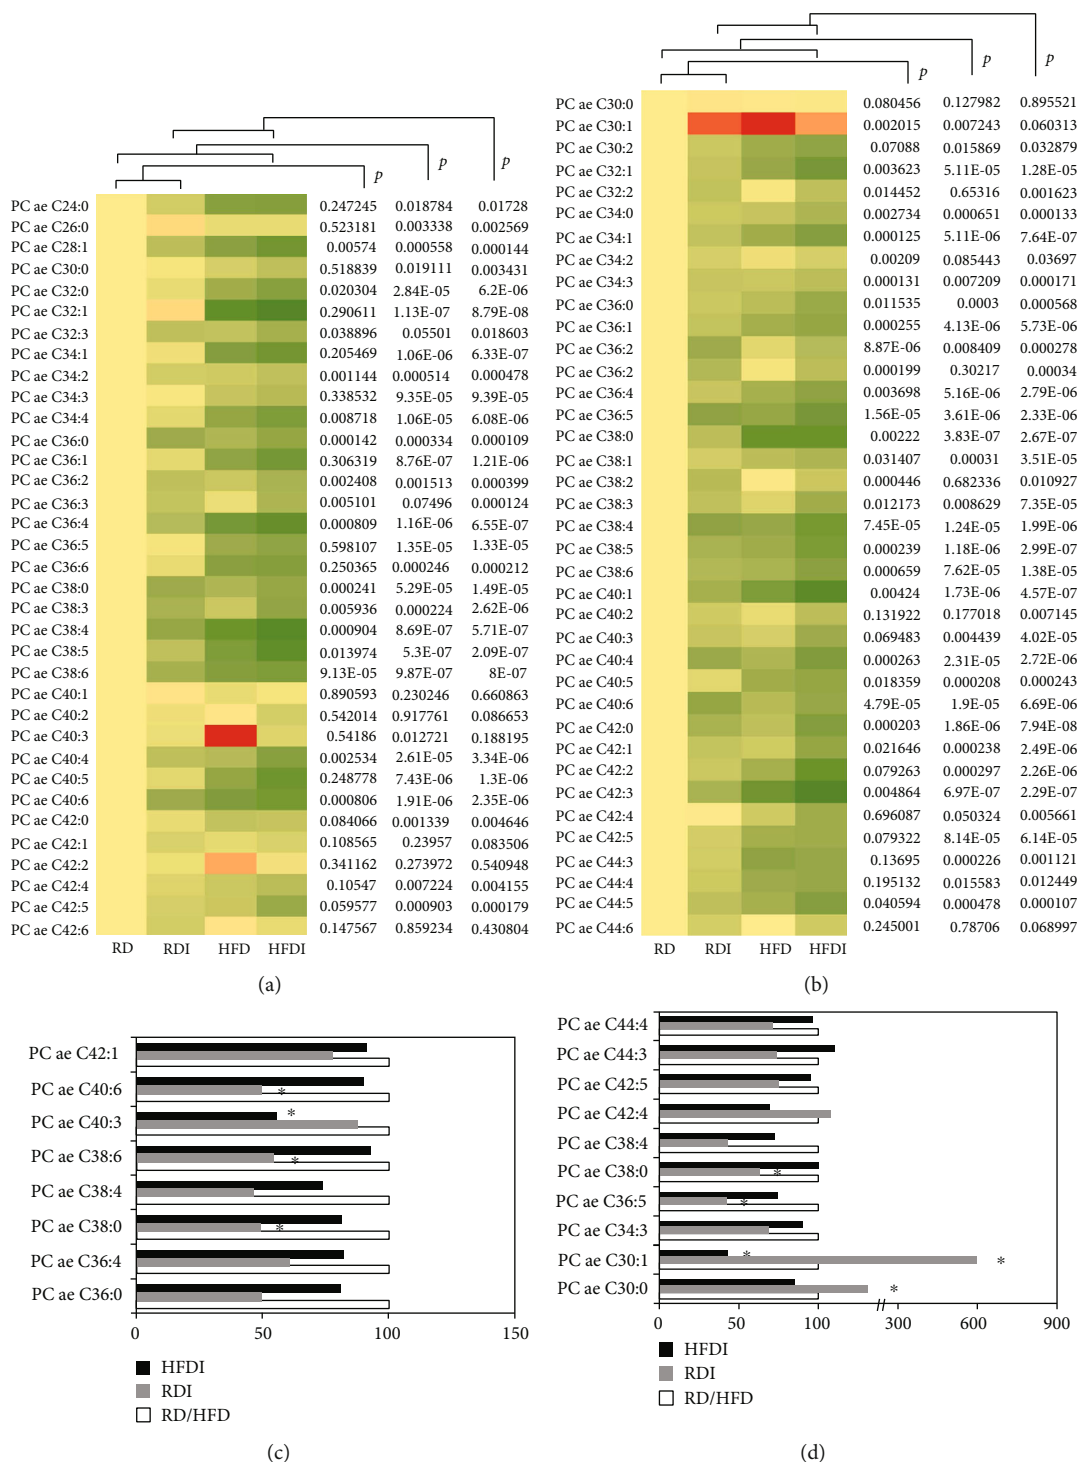 p
p
p
PC ae C24:0 0.247245 0.018784 0.01728
PC ae C26:0 0.523181 0.003338 0.002569
PC ae C28:1 0.00574 0.000558 0.000144
PC ae C30:0 0.518839 0.019111 0.003431
PC ae C32:0 0.020304 2.84E-05 6.2E-06
PC ae C32:1 0.290611 1.13E-07 8.79E-08
PC ae C32:3 0.038896 0.05501 0.018603
PC ae C34:1 0.205469 1.06E-06 6.33E-07
PC ae C34:2 0.001144 0.000514 0.000478
PC ae C34:3 0.338532 9.35E-05 9.39E-05
PC ae C34:4 0.008718 1.06E-05 6.08E-06
PC ae C36:0 0.000142 0.000334 0.000109
PC ae C36:1 0.306319 8.76E-07 1.21E-06
PC ae C36:2 0.002408 0.001513 0.000399
PC ae C36:3 0.005101 0.07496 0.000124
PC ae C36:4 0.000809 1.16E-06 6.55E-07
PC ae C36:5 0.598107 1.35E-05 1.33E-05
PC ae C36:6 0.250365 0.000246 0.000212
PC ae C38:0 0.000241 5.29E-05 1.49E-05
PC ae C38:3 0.005936 0.000224 2.62E-06
PC ae C38:4 0.000904 8.69E-07 5.71E-07
PC ae C38:5 0.013974 5.3E-07 2.09E-07
PC ae C38:6 9.13E-05 9.87E-07 8E-07
PC ae C40:1 0.890593 0.230246 0.660863
PC ae C40:2 0.542014 0.917761 0.086653
PC ae C40:3 0.54186 0.012721 0.188195
PC ae C40:4 0.002534 2.61E-05 3.34E-06
PC ae C40:5 0.248778 7.43E-06 1.3E-06
PC ae C40:6 0.000806 1.91E-06 2.35E-06
PC ae C42:0 0.084066 0.001339 0.004646
PC ae C42:1 0.108565 0.23957 0.083506
PC ae C42:2 0.341162 0.273972 0.540948
PC ae C42:4 0.10547 0.007224 0.004155
PC ae C42:5 0.059577 0.000903 0.000179
PC ae C42:6 0.147567 0.859234 0.430804
RD RDI HFD HFDI
(a)
p p p
PC ae C30:0 0.080456 0.127982 0.895521
PC ae C30:1 0.002015 0.007243 0.060313
PC ae C30:2 0.07088 0.015869 0.032879
PC ae C32:1 0.003623 5.11E-05 1.28E-05
PC ae C32:2 0.014452 0.65316 0.001623
PC ae C34:0 0.002734 0.000651 0.000133
PC ae C34:1 0.000125 5.11E-06 7.64E-07
PC ae C34:2 0.00209 0.085443 0.03697
PC ae C34:3 0.000131 0.007209 0.000171
PC ae C36:0 0.011535 0.0003 0.000568
PC ae C36:1 0.000255 4.13E-06 5.73E-06
PC ae C36:2 8.87E-06 0.008409 0.000278
PC ae C36:2 0.000199 0.30217 0.00034
PC ae C36:4 0.003698 5.16E-06 2.79E-06
PC ae C36:5 1.56E-05 3.61E-06 2.33E-06
PC ae C38:0 0.00222 3.83E-07 2.67E-07
PC ae C38:1 0.031407 0.00031 3.51E-05
PC ae C38:2 0.000446 0.682336 0.010927
PC ae C38:3 0.012173 0.008629 7.35E-05
PC ae C38:4 7.45E-05 1.24E-05 1.99E-06
PC ae C38:5 0.000239 1.18E-06 2.99E-07
PC ae C38:6 0.000659 7.62E-05 1.38E-05
PC ae C40:1 0.00424 1.73E-06 4.57E-07
PC ae C40:2 0.131922 0.177018 0.007145
PC ae C40:3 0.069483 0.004439 4.02E-05
PC ae C40:4 0.000263 2.31E-05 2.72E-06
PC ae C40:5 0.018359 0.000208 0.000243
PC ae C40:6 4.79E-05 1.9E-05 6.69E-06
PC ae C42:0 0.000203 1.86E-06 7.94E-08
PC ae C42:1 0.021646 0.000238 2.49E-06
PC ae C42:2 0.079263 0.000297 2.26E-06
PC ae C42:3 0.004864 6.97E-07 2.29E-07
PC ae C42:4 0.696087 0.050324 0.005661
PC ae C42:5 0.079322 8.14E-05 6.14E-05
PC ae C44:3 0.13695 0.000226 0.001121
PC ae C44:4 0.195132 0.015583 0.012449
PC ae C44:5 0.040594 0.000478 0.000107
PC ae C44:6 0.245001 0.78706 0.068997
RD RDI HFD HFDI
(b)
PC ae C42:1
PC ae C40:6 *
PC ae C40:3 *
PC ae C38:6 *
PC ae C38:4
PC ae C38:0 *
PC ae C36:4
PC ae C36:0
0 50 100 150
HFDI
RDI
RD/HFD
(c)
PC ae C44:4
PC ae C44:3
PC ae C42:5
PC ae C42:4
PC ae C38:4
PC ae C38:0 *
PC ae C36:5 *
PC ae C34:3
PC ae C30:1 * *
PC ae C30:0 *
0 50 100 300 600 900
HFDI
RDI
RD/HFD
(d)